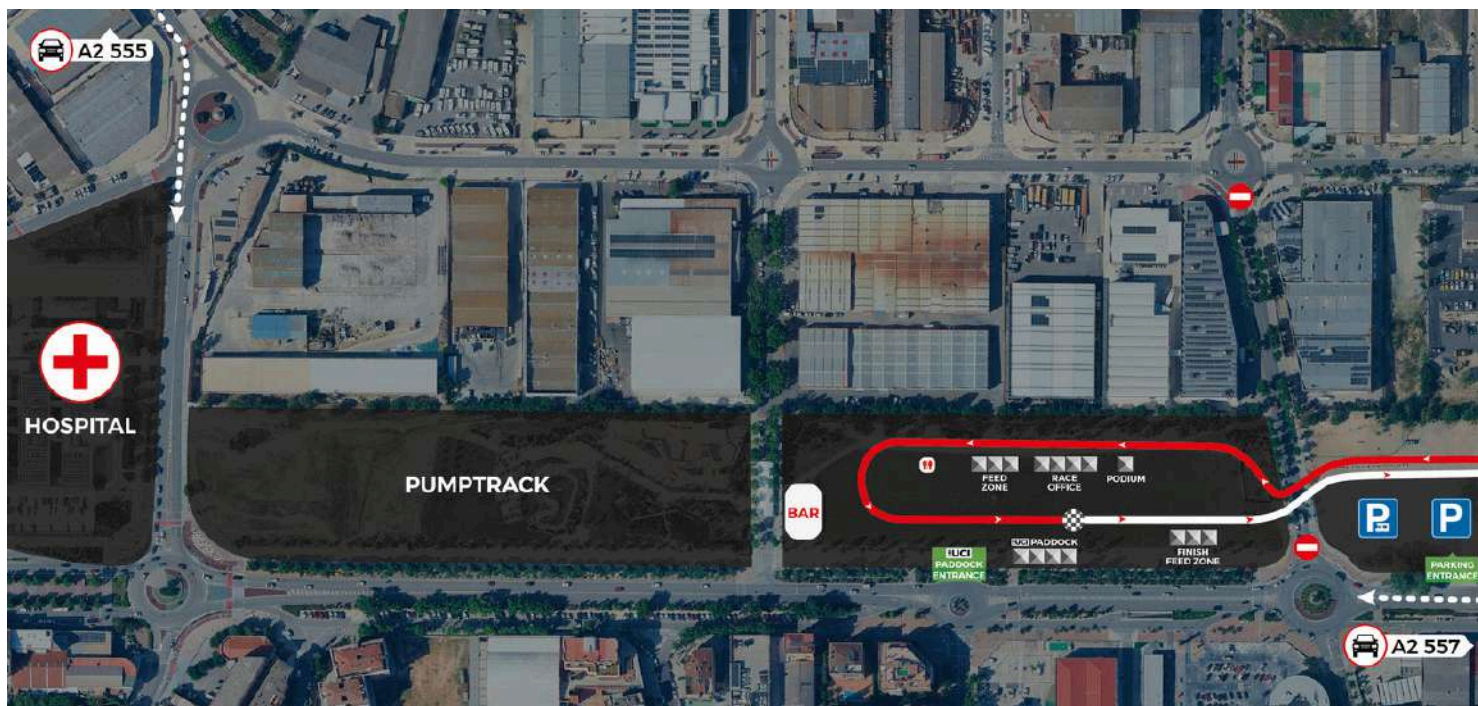 A2 555
HOSPITAL
PUMPTRACK
BAR
FEED
ZONE
RACE
OFFICE
PODIUM
UCI PADDOCK
FINISH
FEED ZONE
UCI
PADDOCK
ENTRANCE
P
P
PARKING
ENTRANCE
A2 557